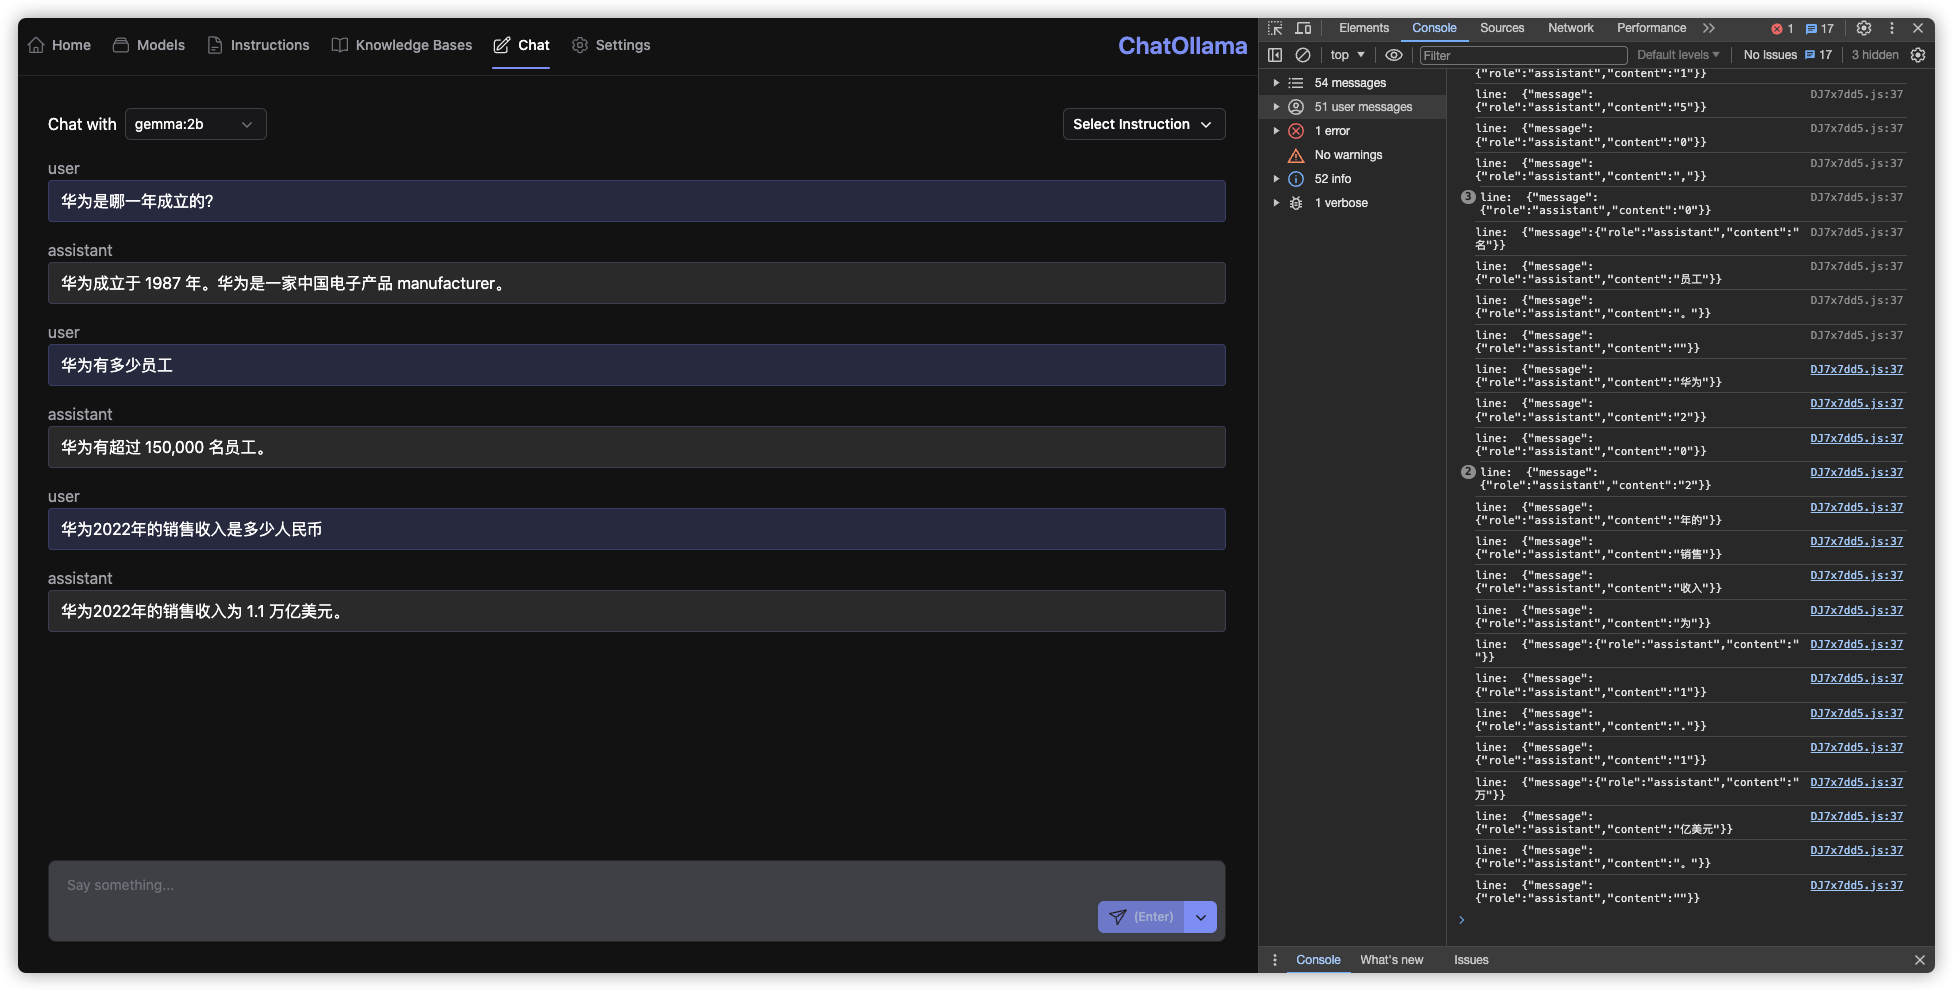 Home
Models
Instructions
Knowledge Bases
Chat
Settings
ChatOllama
Chat with
gemma:2b
Select Instruction
user
华为是哪一年成立的?
assistant
华为成立于 1987 年。华为是一家中国电子产品 manufacturer。
user
华为有多少员工
assistant
华为有超过 150,000 名员工。
user
华为2022年的销售收入是多少人民币
assistant
华为2022年的销售收入为 1.1 万亿美元。
Say something...
(Enter)
Elements
Console
Sources
Network
Performance
1
17
top
Filter
Default levels
No Issues
17
3 hidden
54 messages
51 user messages
1 error
No warnings
52 info
1 verbose
{"role":"assistant","content":"1"}}
line:  {"message": DJ7x7dd5.js:37
{"role":"assistant","content":"5"}}
line:  {"message": DJ7x7dd5.js:37
{"role":"assistant","content":"0"}}
line:  {"message": DJ7x7dd5.js:37
{"role":"assistant","content":","}}
3 line:  {"message": DJ7x7dd5.js:37
{"role":"assistant","content":"0"}}
line:  {"message":{"role":"assistant","content":" DJ7x7dd5.js:37
名"}}
line:  {"message": DJ7x7dd5.js:37
{"role":"assistant","content":"员工"}}
line:  {"message": DJ7x7dd5.js:37
{"role":"assistant","content":"。"}}
line:  {"message": DJ7x7dd5.js:37
{"role":"assistant","content":""}}
line:  {"message": DJ7x7dd5.js:37
{"role":"assistant","content":"华为"}}
line:  {"message": DJ7x7dd5.js:37
{"role":"assistant","content":"2"}}
line:  {"message": DJ7x7dd5.js:37
{"role":"assistant","content":"0"}}
2 line:  {"message": DJ7x7dd5.js:37
{"role":"assistant","content":"2"}}
line:  {"message": DJ7x7dd5.js:37
{"role":"assistant","content":"年的"}}
line:  {"message": DJ7x7dd5.js:37
{"role":"assistant","content":"销售"}}
line:  {"message": DJ7x7dd5.js:37
{"role":"assistant","content":"收入"}}
line:  {"message": DJ7x7dd5.js:37
{"role":"assistant","content":"为"}}
line:  {"message":{"role":"assistant","content":" DJ7x7dd5.js:37
"}}
line:  {"message": DJ7x7dd5.js:37
{"role":"assistant","content":"1"}}
line:  {"message": DJ7x7dd5.js:37
{"role":"assistant","content":"."}}
line:  {"message": DJ7x7dd5.js:37
{"role":"assistant","content":"1"}}
line:  {"message":{"role":"assistant","content":" DJ7x7dd5.js:37
万"}}
line:  {"message": DJ7x7dd5.js:37
{"role":"assistant","content":"亿美元"}}
line:  {"message": DJ7x7dd5.js:37
{"role":"assistant","content":"。"}}
line:  {"message": DJ7x7dd5.js:37
{"role":"assistant","content":""}}
Console
What's new
Issues